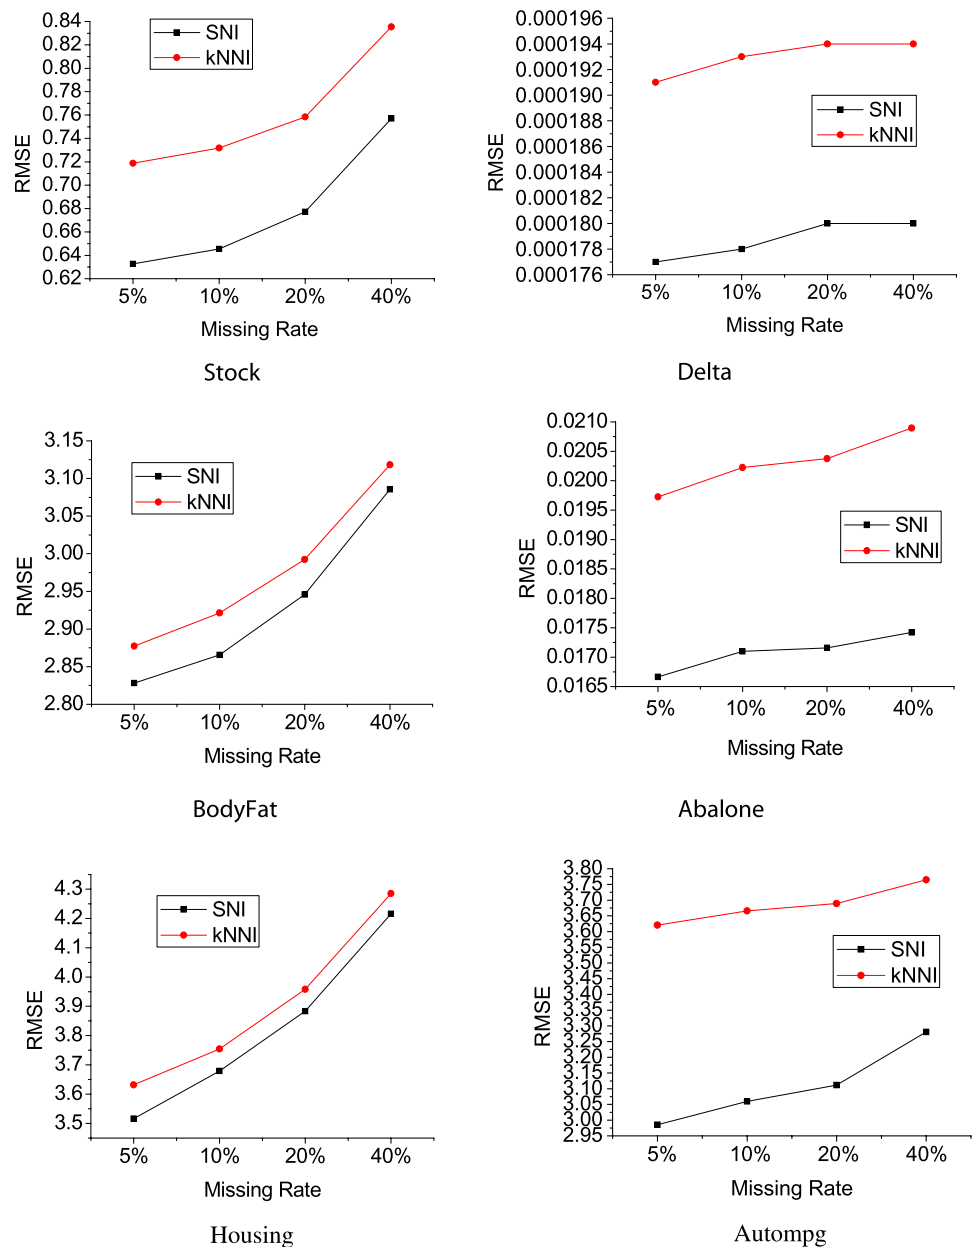 0.84
0.82
0.80
0.78
0.76
0.74
0.72
0.70
0.68
0.66
0.64
0.62
RMSE
SNI
kNNI
5% 10% 20% 40%
Missing Rate
Stock
0.000196
0.000194
0.000192
0.000190
0.000188
0.000186
0.000184
0.000182
0.000180
0.000178
0.000176
RMSE
SNI
kNNI
5% 10% 20% 40%
Missing Rate
Delta
3.15
3.10
3.05
3.00
2.95
2.90
2.85
2.80
RMSE
SNI
kNNI
5% 10% 20% 40%
Missing Rate
BodyFat
0.0210
0.0205
0.0200
0.0195
0.0190
0.0185
0.0180
0.0175
0.0170
0.0165
RMSE
SNI
kNNI
5% 10% 20% 40%
Missing Rate
Abalone
4.3
4.2
4.1
4.0
3.9
3.8
3.7
3.6
3.5
RMSE
SNI
kNNI
5% 10% 20% 40%
Missing Rate
Housing
3.80
3.75
3.70
3.65
3.60
3.55
3.50
3.45
3.40
3.35
3.30
3.25
3.20
3.15
3.10
3.05
3.00
2.95
RMSE
SNI
kNNI
5% 10% 20% 40%
Missing Rate
Autompg